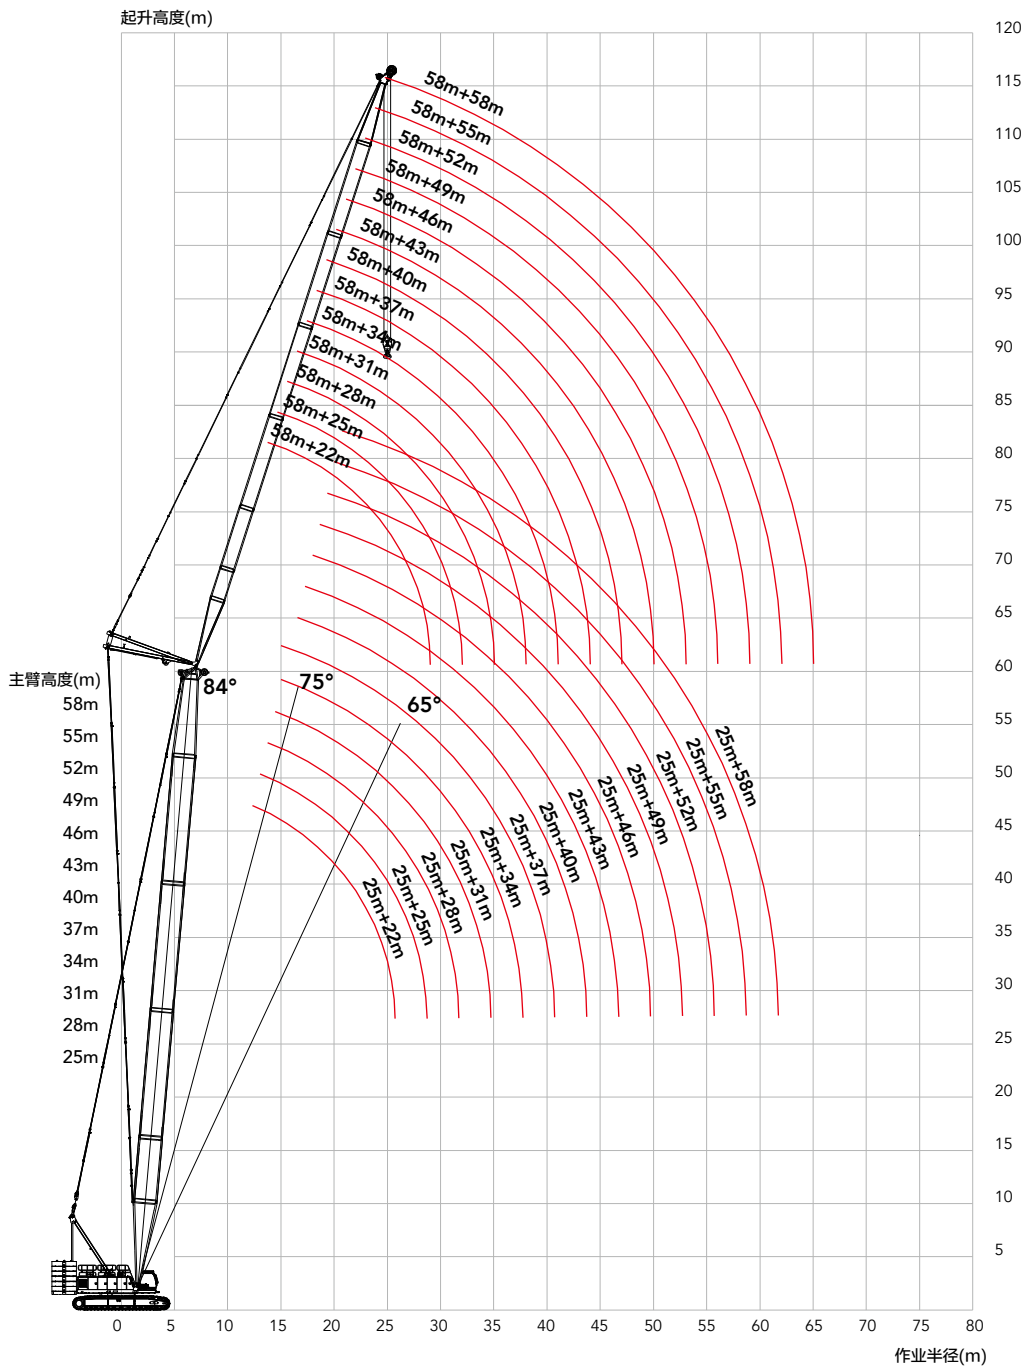 起升高度(m)
120
115
110
105
100
95
90
85
80
75
70
65
60
55
50
45
40
35
30
25
20
15
10
5
58m+58m
58m+55m
58m+52m
58m+49m
58m+46m
58m+43m
58m+40m
58m+37m
58m+34m
58m+31m
58m+28m
58m+25m
58m+22m
主臂高度(m)
58m
55m
52m
49m
46m
43m
40m
37m
34m
31m
28m
25m
84°
75°
65°
25m+22m
25m+25m
25m+28m
25m+31m
25m+34m
25m+37m
25m+40m
25m+43m
25m+46m
25m+49m
25m+52m
25m+55m
25m+58m
0 5 10 15 20 25 30 35 40 45 50 55 60 65 70 75 80
作业半径(m)